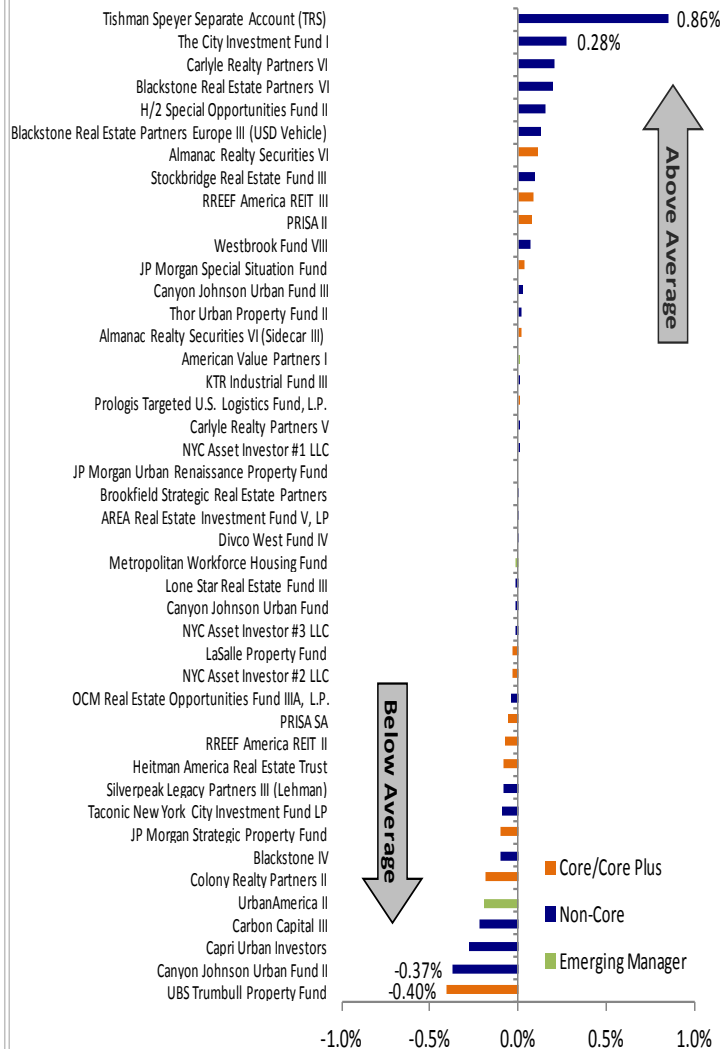 Tishman Speyer Separate Account (TRS)
0.86%
The City Investment Fund I
0.28%
Carlyle Realty Partners VI
Blackstone Real Estate Partners VI
H/2 Special Opportunities Fund II
Blackstone Real Estate Partners Europe III (USD Vehicle)
Almanac Realty Securities VI
Stockbridge Real Estate Fund III
RREEF America REIT III
PRISA II
Westbrook Fund VIII
JP Morgan Special Situation Fund
Canyon Johnson Urban Fund III
Thor Urban Property Fund II
Almanac Realty Securities VI (Sidecar III)
American Value Partners I
KTR Industrial Fund III
Prologis Targeted U.S. Logistics Fund, L.P.
Carlyle Realty Partners V
NYC Asset Investor #1 LLC
JP Morgan Urban Renaissance Property Fund
Brookfield Strategic Real Estate Partners
AREA Real Estate Investment Fund V, LP
Divco West Fund IV
Metropolitan Workforce Housing Fund
Lone Star Real Estate Fund III
Canyon Johnson Urban Fund
NYC Asset Investor #3 LLC
LaSalle Property Fund
NYC Asset Investor #2 LLC
OCM Real Estate Opportunities Fund IIIA, L.P.
PRISA SA
RREEF America REIT II
Heitman America Real Estate Trust
Silverpeak Legacy Partners III (Lehman)
Taconic New York City Investment Fund LP
JP Morgan Strategic Property Fund
Blackstone IV
Colony Realty Partners II
UrbanAmerica II
Carbon Capital III
Capri Urban Investors
Canyon Johnson Urban Fund II
-0.37%
UBS Trumbull Property Fund
-0.40%
Above Average
Below Average
Core/Core Plus
Non-Core
Emerging Manager
-1.0%
-0.5%
0.0%
0.5%
1.0%